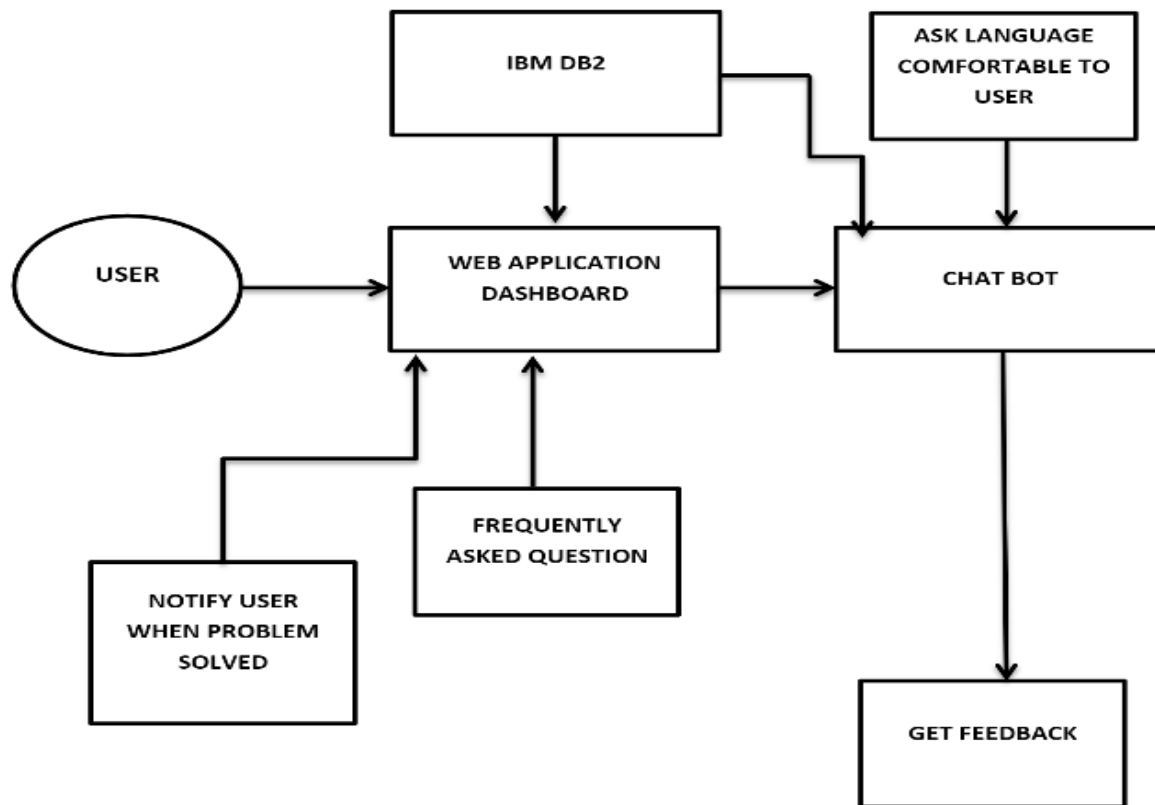 IBM DB2
ASK LANGUAGE
COMFORTABLE TO
USER
USER
WEB APPLICATION
DASHBOARD
CHAT BOT
FREQUENTLY
ASKED QUESTION
NOTIFY USER
WHEN PROBLEM
SOLVED
GET FEEDBACK